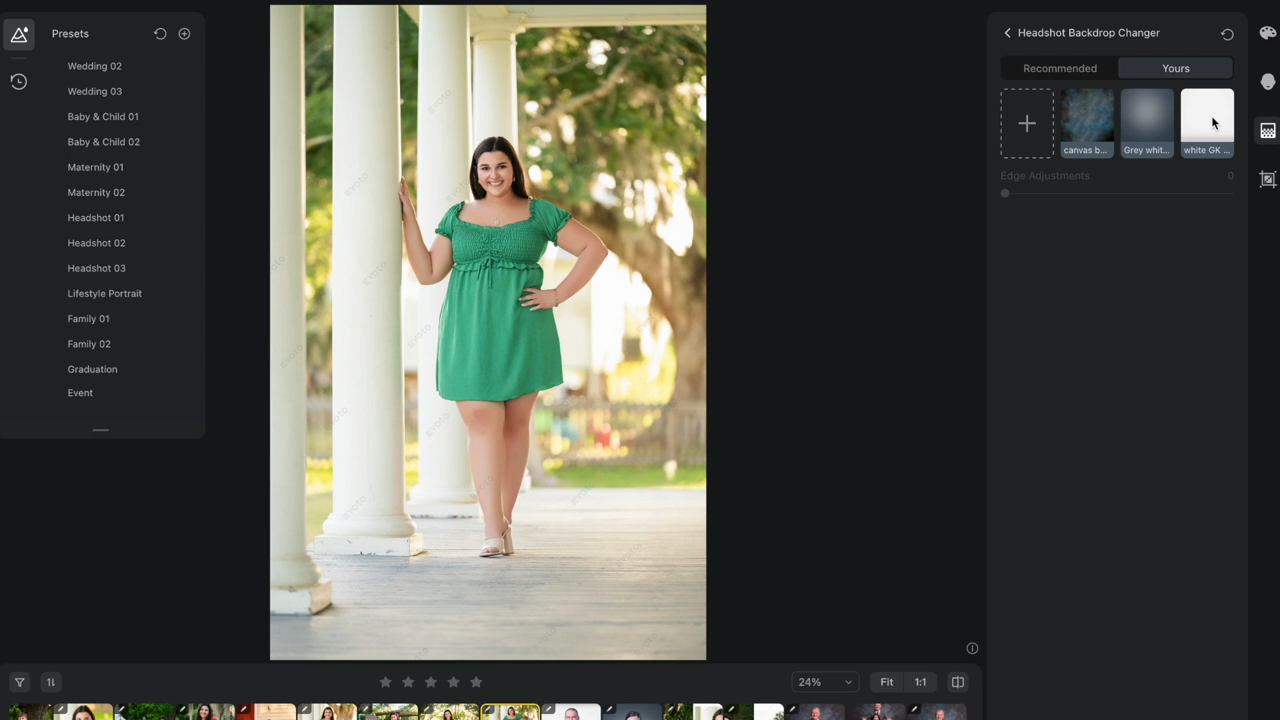 Presets
Wedding 02
Wedding 03
Baby & Child 01
Baby & Child 02
Maternity 01
Maternity 02
Headshot 01
Headshot 02
Headshot 03
Lifestyle Portrait
Family 01
Family 02
Graduation
Event
EVOTO
Headshot Backdrop Changer
Recommended
Yours
canvas b...
Grey whit...
white GK ...
Edge Adjustments
0
24%
Fit
1:1